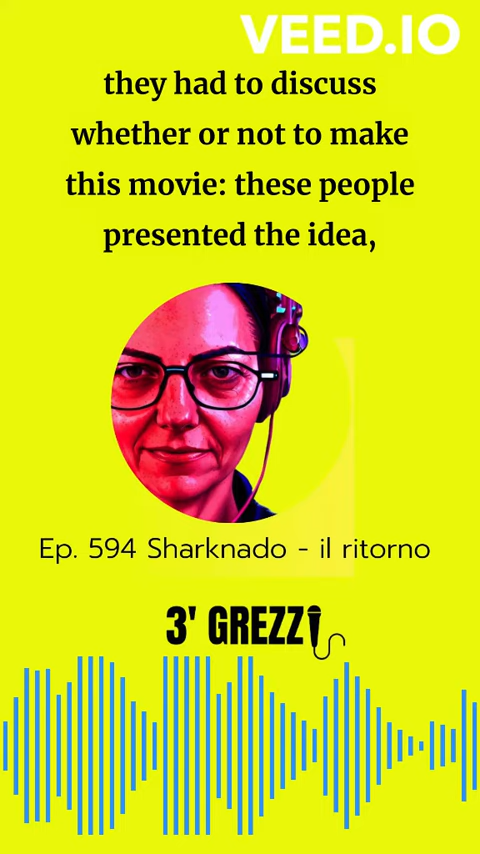 VEED.IO
they had to discuss
whether or not to make
this movie: these people
presented the idea,
Ep. 594 Sharknado - il ritorno
3' GREZZI